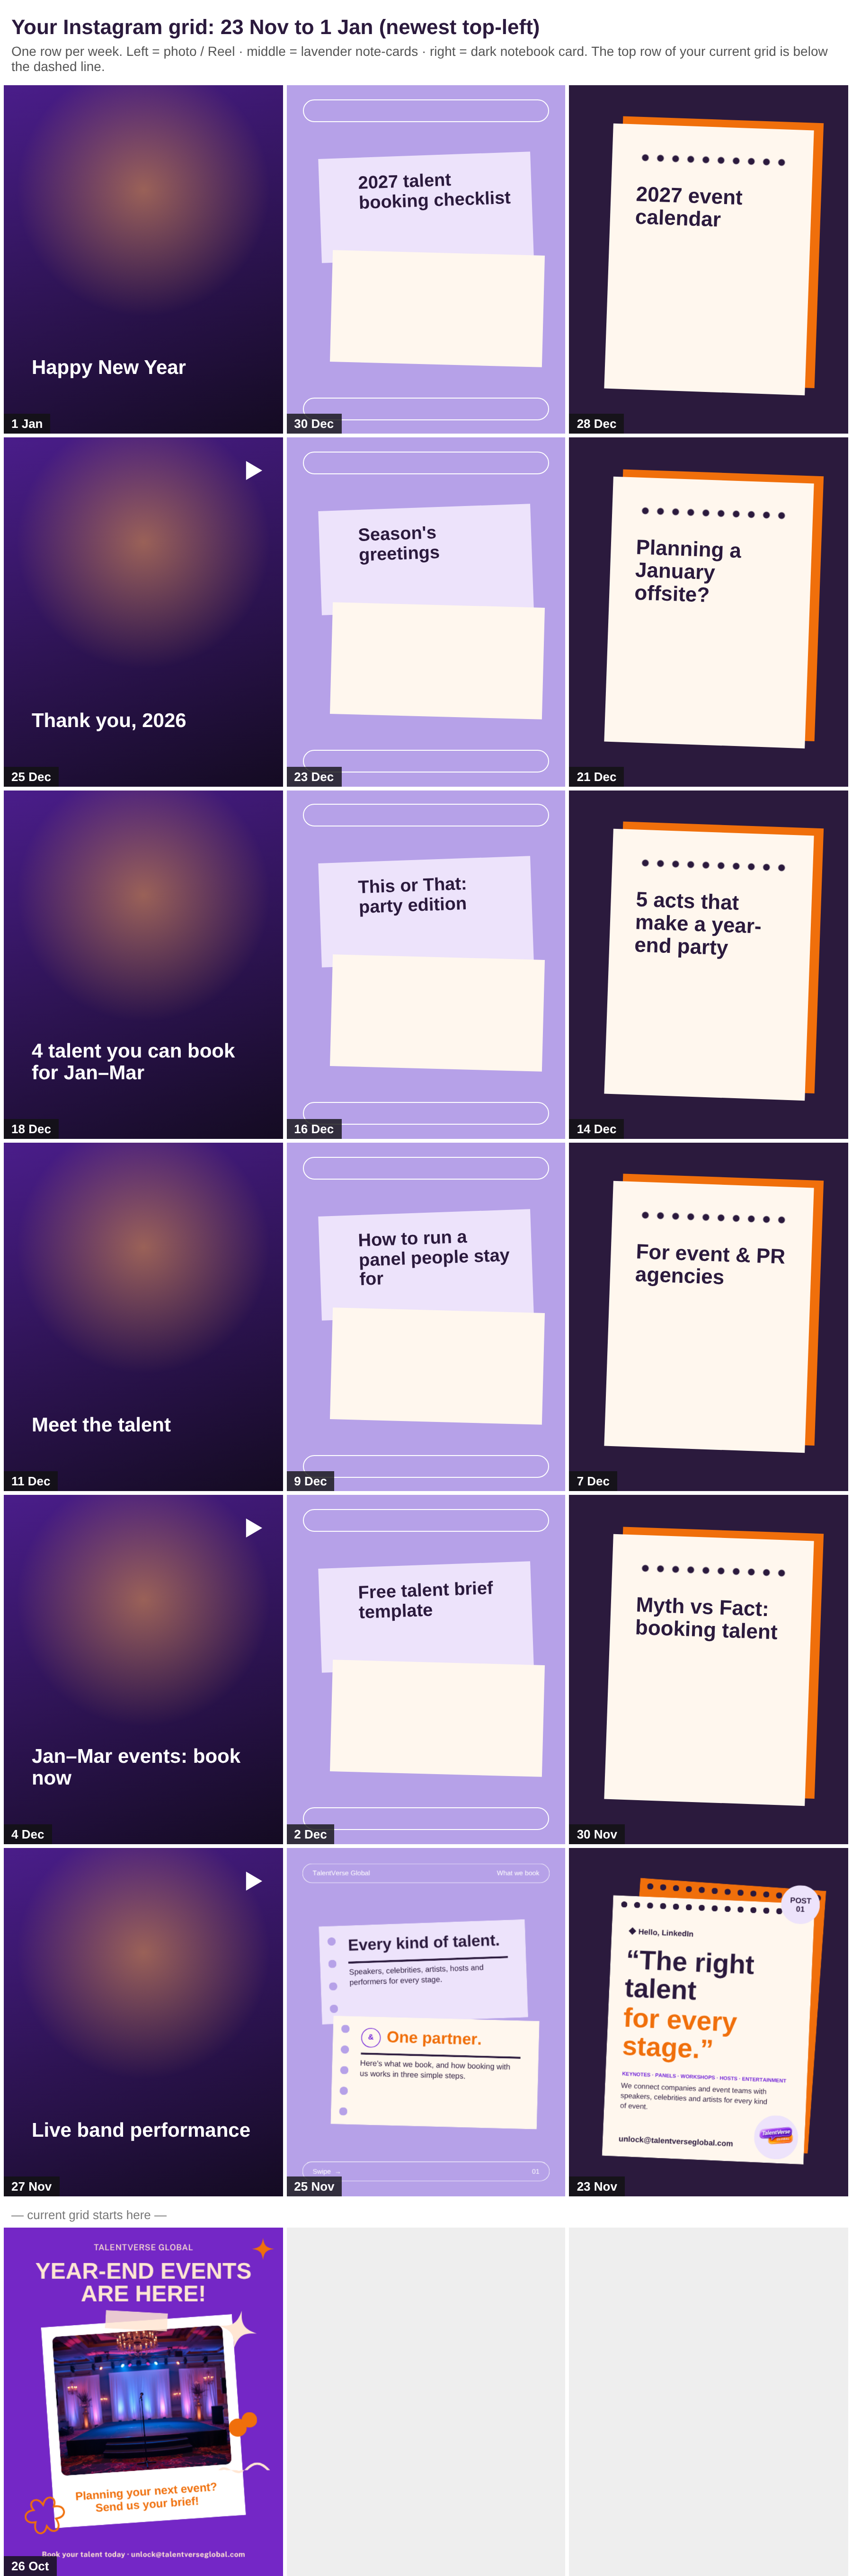 Your Instagram grid: 23 Nov to 1 Jan (newest top-left)
One row per week. Left = photo / Reel · middle = lavender note-cards · right = dark notebook card. The top row of your current grid is below
the dashed line.
Happy New Year
1 Jan
2027 talent
booking checklist
30 Dec
2027 event
calendar
28 Dec
Thank you, 2026
25 Dec
Season's
greetings
23 Dec
Planning a
January
offsite?
21 Dec
4 talent you can book
for Jan–Mar
18 Dec
This or That:
party edition
16 Dec
5 acts that
make a year-
end party
14 Dec
Meet the talent
11 Dec
How to run a
panel people stay
for
9 Dec
For event & PR
agencies
7 Dec
Jan–Mar events: book
now
4 Dec
Free talent brief
template
2 Dec
Myth vs Fact:
booking talent
30 Nov
Live band performance
27 Nov
TalentVerse Global
What we book
Every kind of talent.
Speakers, celebrities, artists, hosts and
performers for every stage.
& One partner.
Here's what we book, and how booking with
us works in three simple steps.
Swipe →
01
25 Nov
POST
01
Hello, LinkedIn
“The right
talent
for every
stage.”
KEYNOTES · PANELS · WORKSHOPS · HOSTS · ENTERTAINMENT
We connect companies and event teams with
speakers, celebrities and artists for every kind
of event.
unlock@talentverseglobal.com
TalentVerse
23 Nov
— current grid starts here —
TALENTVERSE GLOBAL
YEAR-END EVENTS
ARE HERE!
Planning your next event?
Send us your brief!
Book your talent today · unlock@talentverseglobal.com
26 Oct